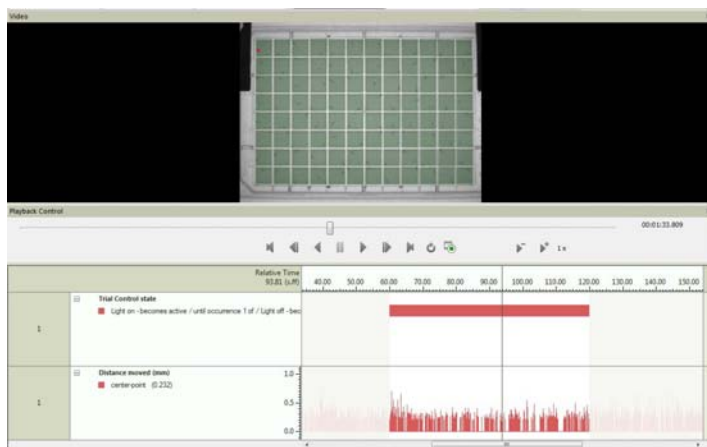 Video
Playback Control
00:01:33.809
1x
Relative Time
93.81 (s.ff)
40.00 50.00 60.00 70.00 80.00 90.00 100.00 110.00 120.00 130.00 140.00 150.00
Trial Control state
1
Light on - becomes active / until occurrence 1 of / Light off -bec
Distance moved (mm)
1.0
1
center-point (0.232)
0.5
0.0